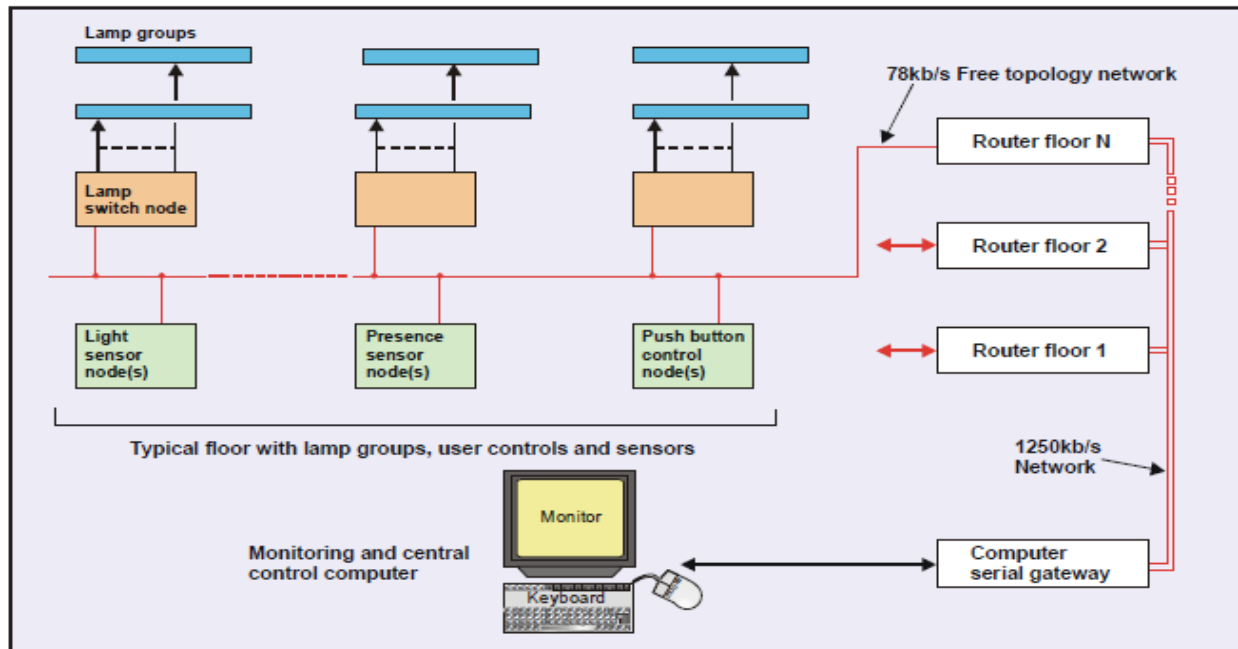 Lamp groups
78kb/s Free topology network
Router floor N
Lamp
switch node
Router floor 2
Light
sensor
node(s)
Presence
sensor
node(s)
Push button
control
node(s)
Router floor 1
Typical floor with lamp groups, user controls and sensors
1250kb/s
Network
Monitor
Monitoring and central
control computer
Keyboard
Computer
serial gateway